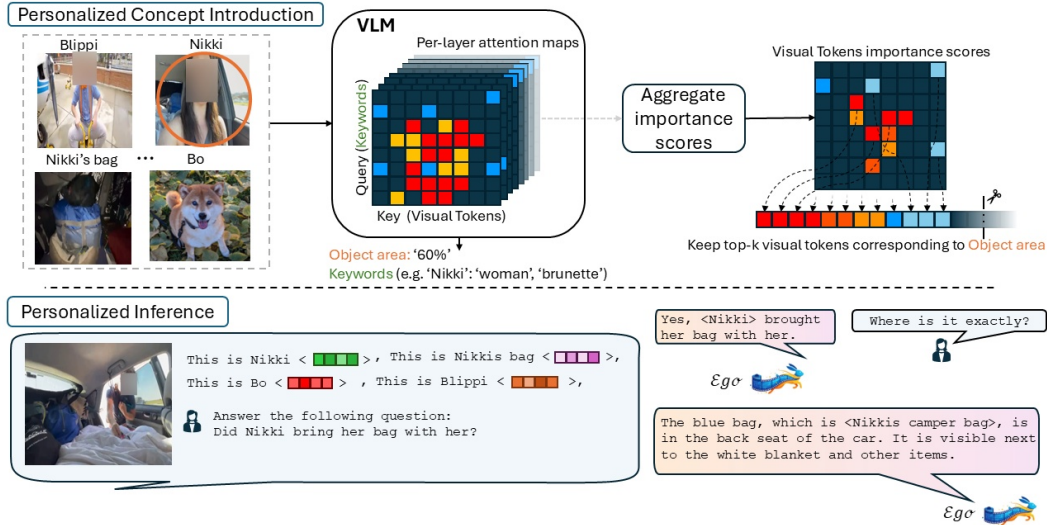 Personalized Concept Introduction
Blippi
Nikki
Nikki's bag
...
Bo
VLM
Per-layer attention maps
Query (Keywords)
Key (Visual Tokens)
Object area: '60%'
Keywords (e.g. 'Nikki': 'woman', 'brunette')
Aggregate
importance
scores
Visual Tokens importance scores
Keep top-k visual tokens corresponding to Object area
Personalized Inference
This is Nikki < >, This is Nikkis bag < >,
This is Bo < > , This is Blippi < >,
Answer the following question:
Did Nikki bring her bag with her?
Yes, <Nikki> brought
her bag with her.
Where is it exactly?
Ego
The blue bag, which is <Nikkis camper bag>, is
in the back seat of the car. It is visible next
to the white blanket and other items.
Ego